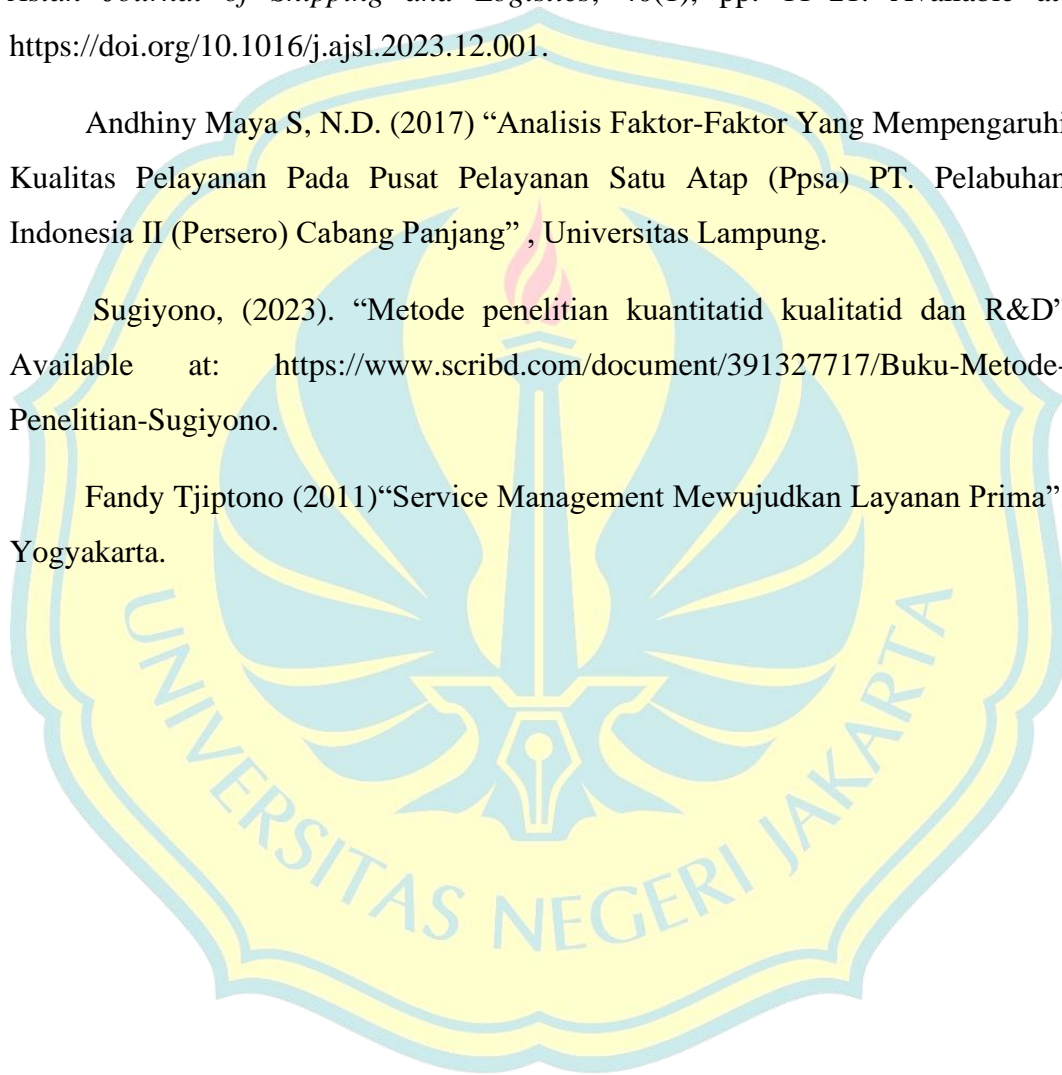 Asian Journal of Shipping and Logistics, 40(1), pp. 11–21. Available at:
https://doi.org/10.1016/j.ajsl.2023.12.001.
Andhiny Maya S, N.D. (2017) “Analisis Faktor-Faktor Yang Mempengaruhi
Kualitas Pelayanan Pada Pusat Pelayanan Satu Atap (Ppsa) PT. Pelabuhan
Indonesia II (Persero) Cabang Panjang” , Universitas Lampung.
Sugiyono, (2023). “Metode penelitian kuantitatid kualitatid dan R&D”
Available at: https://www.scribd.com/document/391327717/Buku-Metode-
Penelitian-Sugiyono.
Fandy Tjiptono (2011)“Service Management Mewujudkan Layanan Prima”
Yogyakarta.
UNIVERSITAS NEGERI JAKARTA